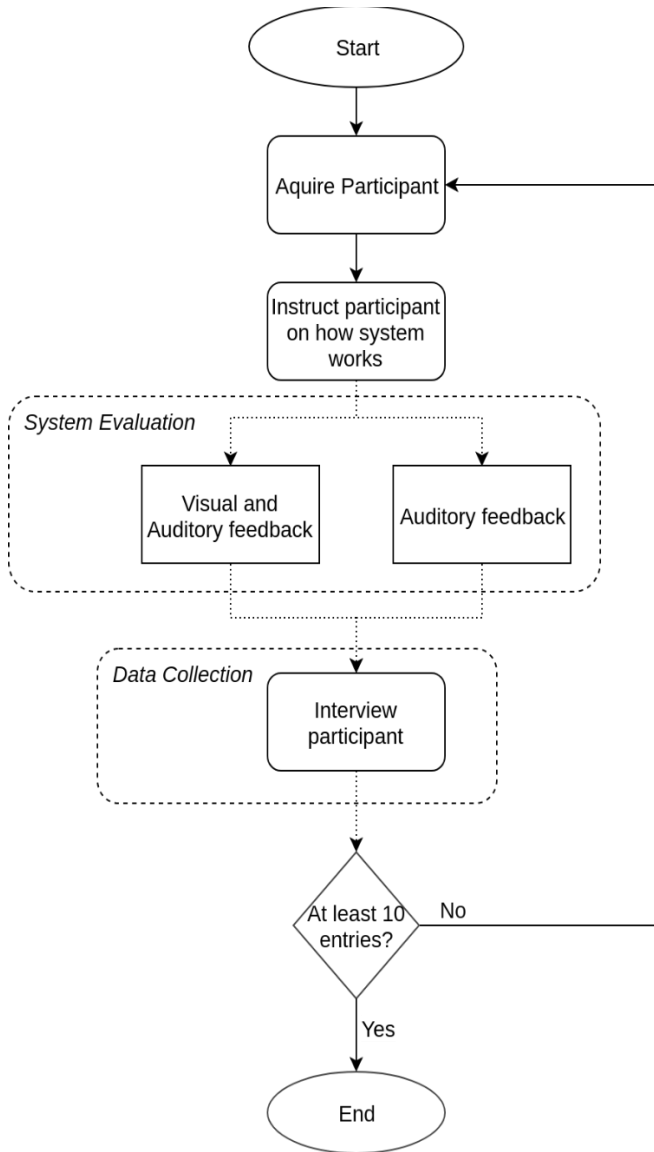 Start
Aquire Participant
Instruct participant
on how system
works
System Evaluation
Visual and
Auditory feedback
Auditory feedback
Data Collection
Interview
participant
At least 10
entries?
No
Yes
End